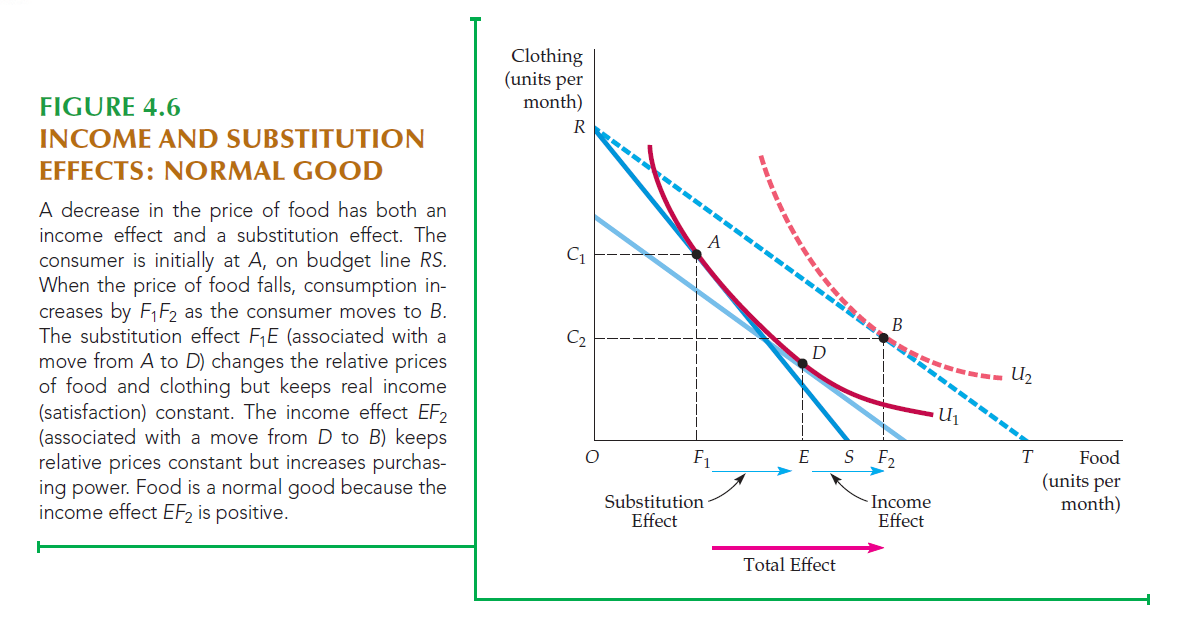 FIGURE 4.6
INCOME AND SUBSTITUTION
EFFECTS: NORMAL GOOD
A decrease in the price of food has both an
income effect and a substitution effect. The
consumer is initially at A, on budget line RS.
When the price of food falls, consumption in-
creases by F₁F₂ as the consumer moves to B.
The substitution effect F₁E (associated with a
move from A to D) changes the relative prices
of food and clothing but keeps real income
(satisfaction) constant. The income effect EF₂
(associated with a move from D to B) keeps
relative prices constant but increases purchas-
ing power. Food is a normal good because the
income effect EF₂ is positive.
Clothing
(units per
month)
R
A
C₁
B
C₂
D
U₂
U₁
O
F₁
E
S
F₂
T
Food
(units per
month)
Substitution
Effect
Income
Effect
Total Effect